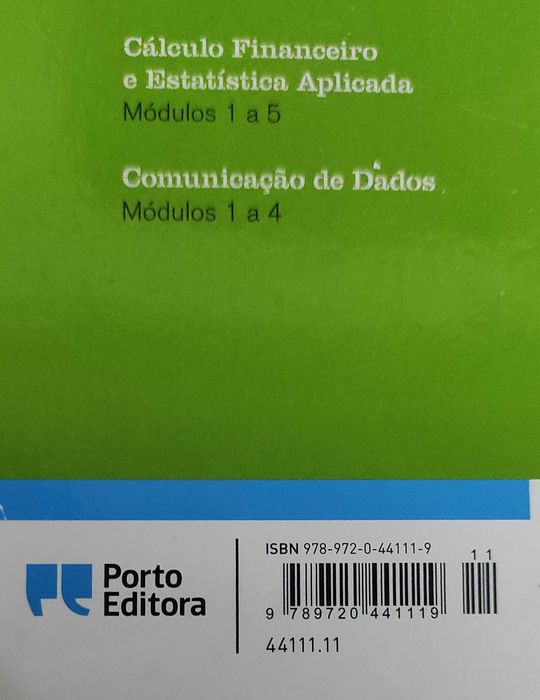 Cálculo Financeiro
e Estatística Aplicada
Módulos 1 a 5
Comunicação de Dados
Módulos 1 a 4
Porto
Editora
ISBN 978-972-0-44111-9
1 1
9 789720 441119
44111.11